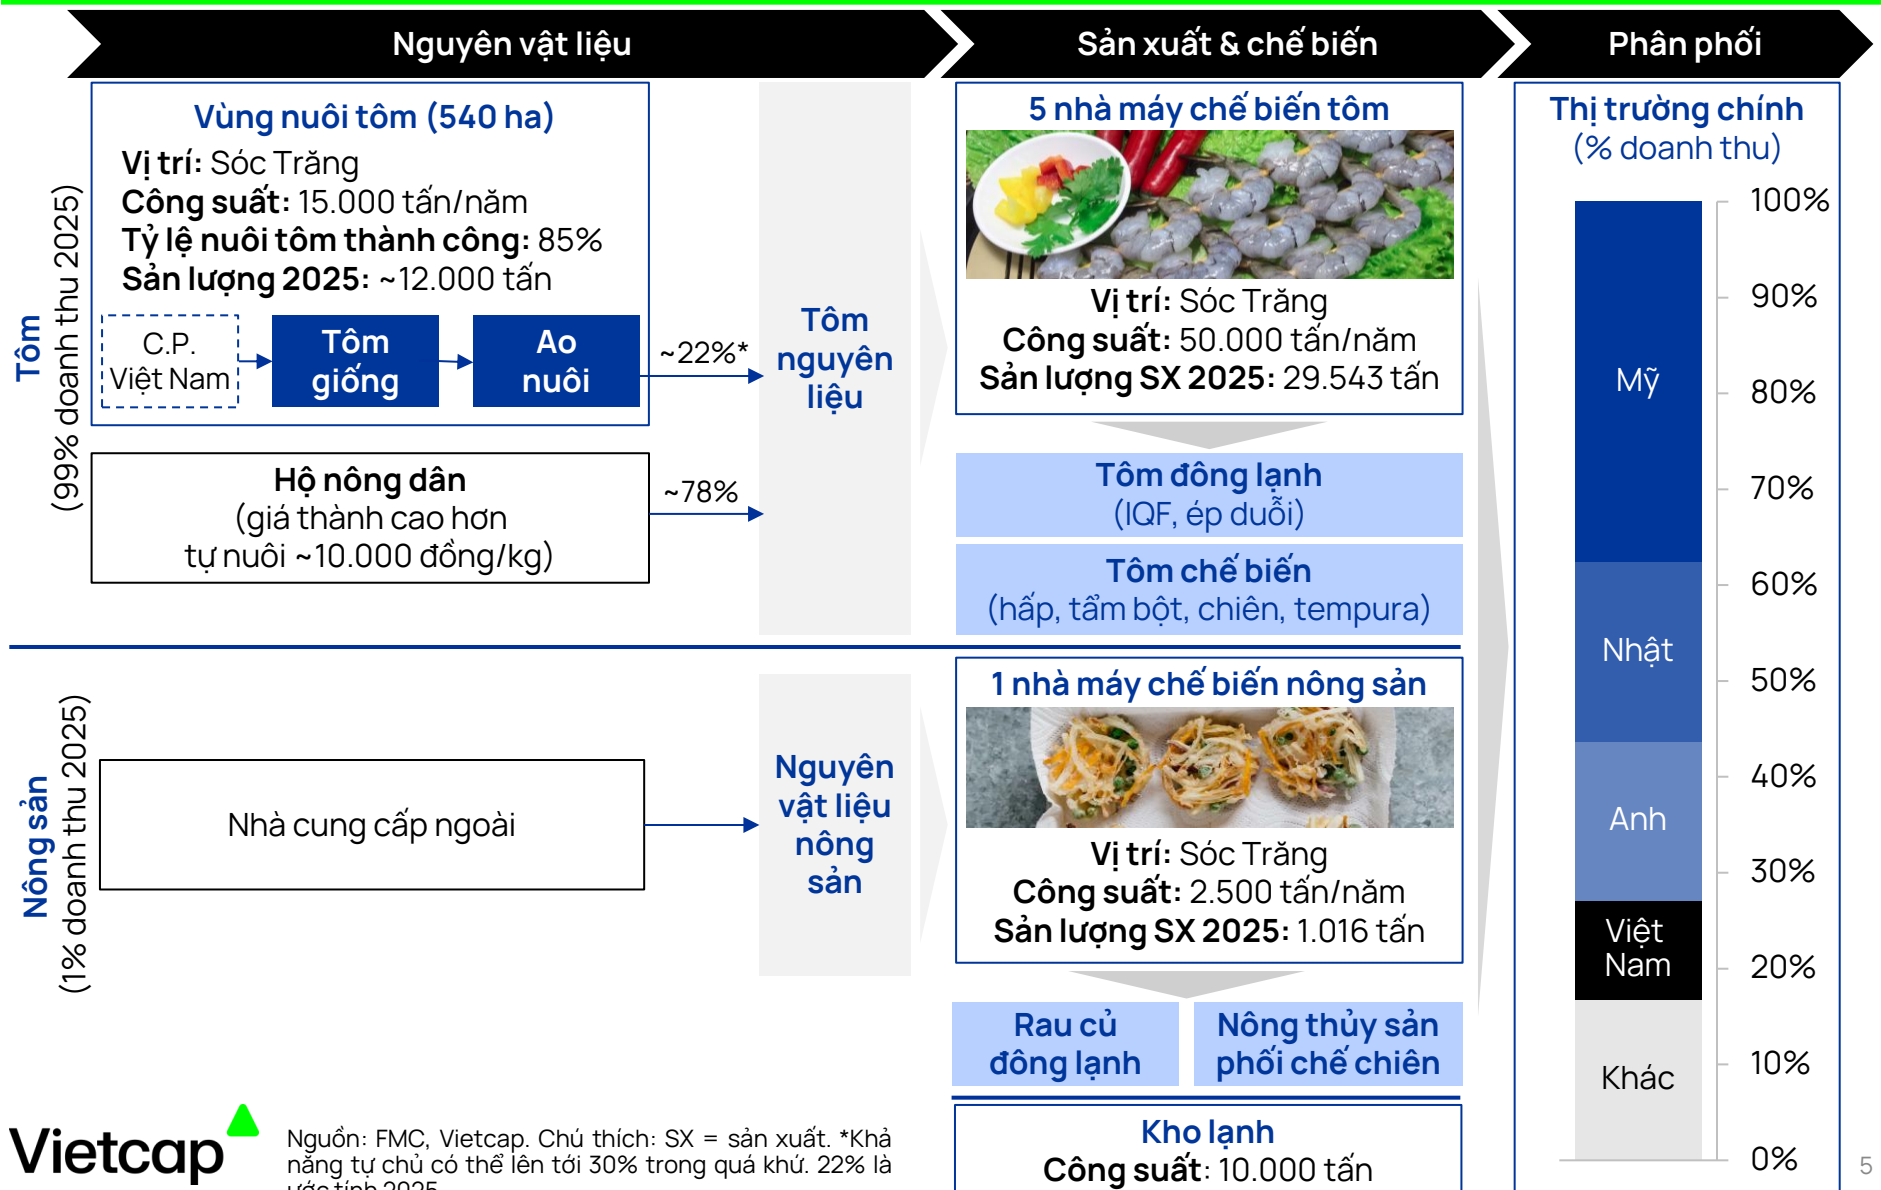 Nguyên vật liệu
Sản xuất & chế biến
Phân phối
Tôm
(99% doanh thu 2025)
Vùng nuôi tôm (540 ha)
Vị trí: Sóc Trăng
Công suất: 15.000 tấn/năm
Tỷ lệ nuôi tôm thành công: 85%
Sản lượng 2025: ~12.000 tấn
C.P.
Việt Nam
Tôm
giống
Ao
nuôi
~22%*
Hộ nông dân
(giá thành cao hơn
tự nuôi ~10.000 đồng/kg)
~78%
Tôm
nguyên
liệu
5 nhà máy chế biến tôm
Vị trí: Sóc Trăng
Công suất: 50.000 tấn/năm
Sản lượng SX 2025: 29.543 tấn
Tôm đông lạnh
(IQF, ép duỗi)
Tôm chế biến
(hấp, tẩm bột, chiên, tempura)
Nông sản
(1% doanh thu 2025)
Nhà cung cấp ngoài
Nguyên
vật liệu
nông
sản
1 nhà máy chế biến nông sản
Vị trí: Sóc Trăng
Công suất: 2.500 tấn/năm
Sản lượng SX 2025: 1.016 tấn
Rau củ
đông lạnh
Nông thủy sản
phối chế chiên
Kho lạnh
Công suất: 10.000 tấn
Thị trường chính
(% doanh thu)
100%
90%
80%
70%
60%
50%
40%
30%
20%
10%
0%
Mỹ
Nhật
Anh
Việt
Nam
Khác
Vietcap
Nguồn: FMC, Vietcap. Chú thích: SX = sản xuất. *Khả
năng tự chủ có thể lên tới 30% trong quá khứ. 22% là
ước tính 2025
5